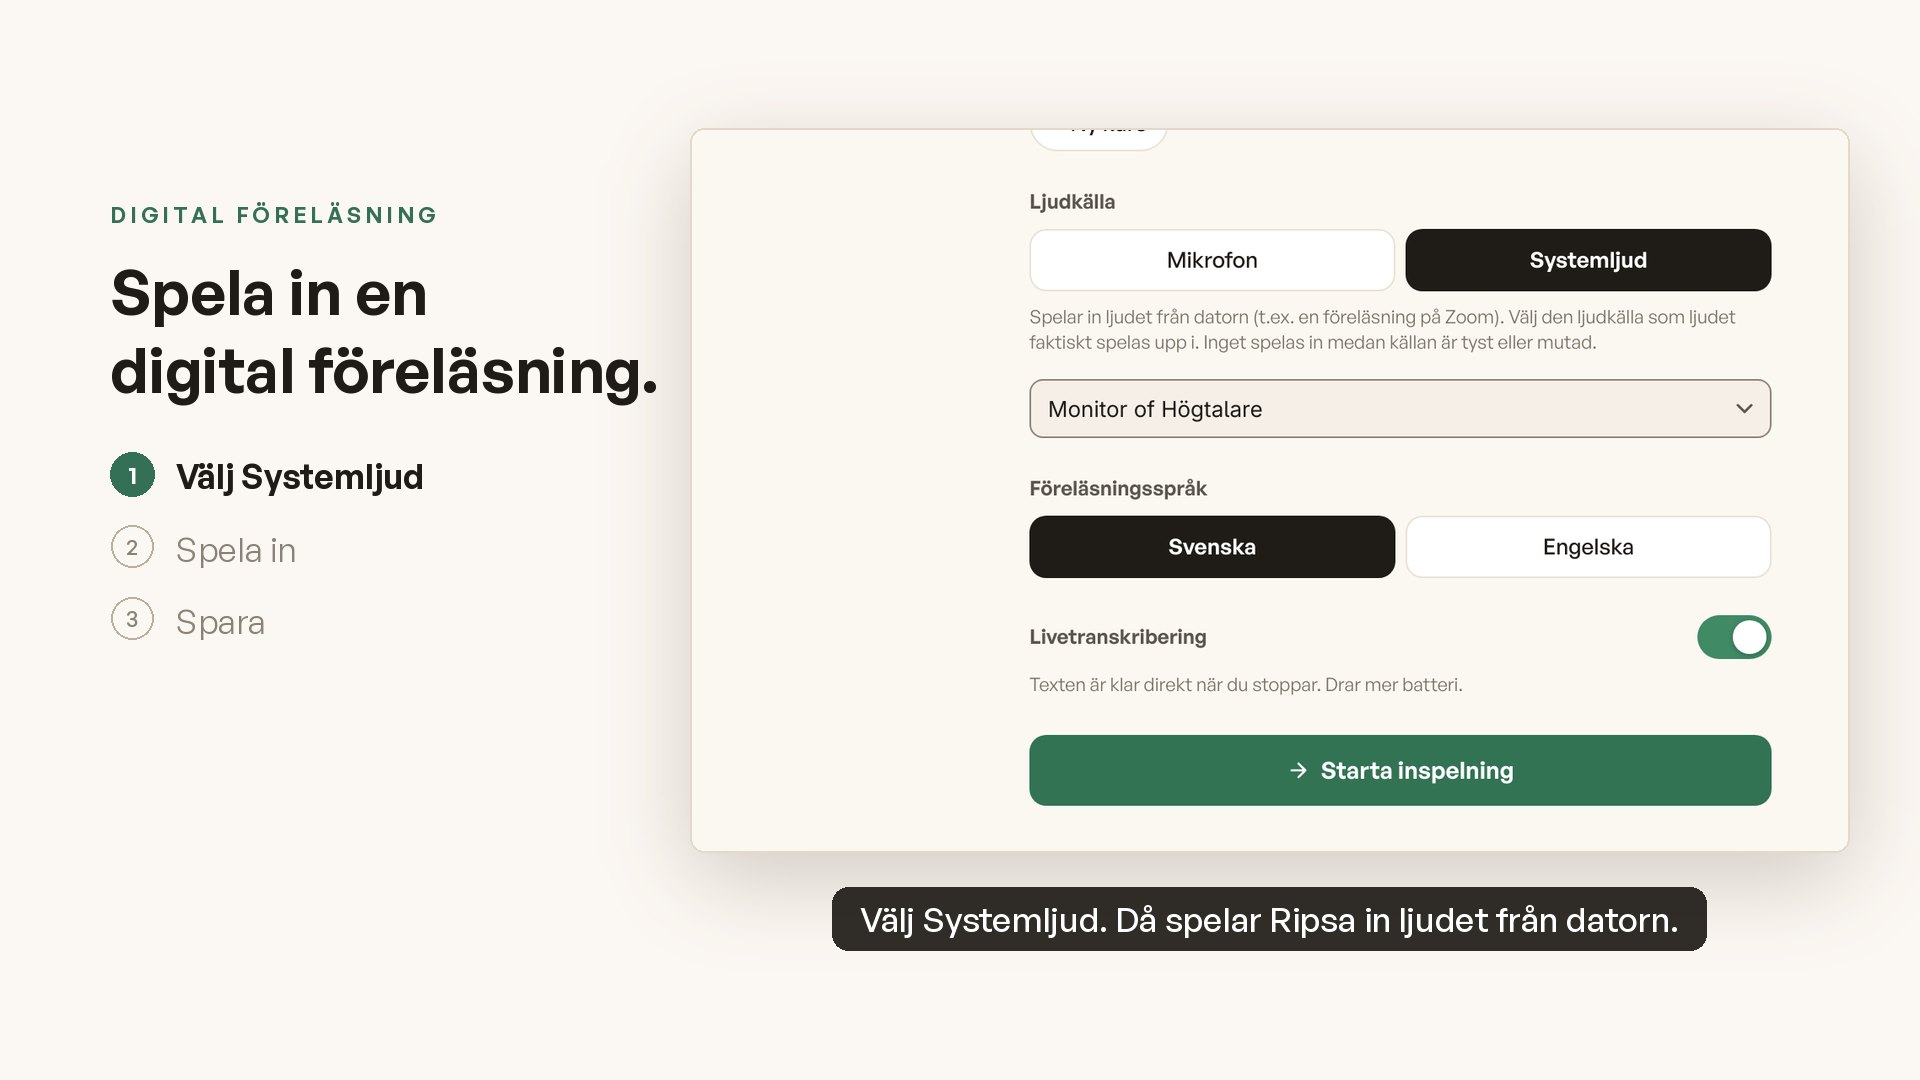 DIGITAL FÖRELÄSNING
Spela in en
digital föreläsning.
1 Välj Systemljud
2 Spela in
3 Spara
Ljudkälla
Mikrofon
Systemljud
Spelar in ljudet från datorn (t.ex. en föreläsning på Zoom). Välj den ljudkälla som ljudet
faktiskt spelas upp i. Inget spelas in medan källan är tyst eller mutad.
Monitor of Högtalare
Föreläsningsspråk
Svenska
Engelska
Livetranskribering
Texten är klar direkt när du stoppar. Drar mer batteri.
→ Starta inspelning
Välj Systemljud. Då spelar Ripsa in ljudet från datorn.